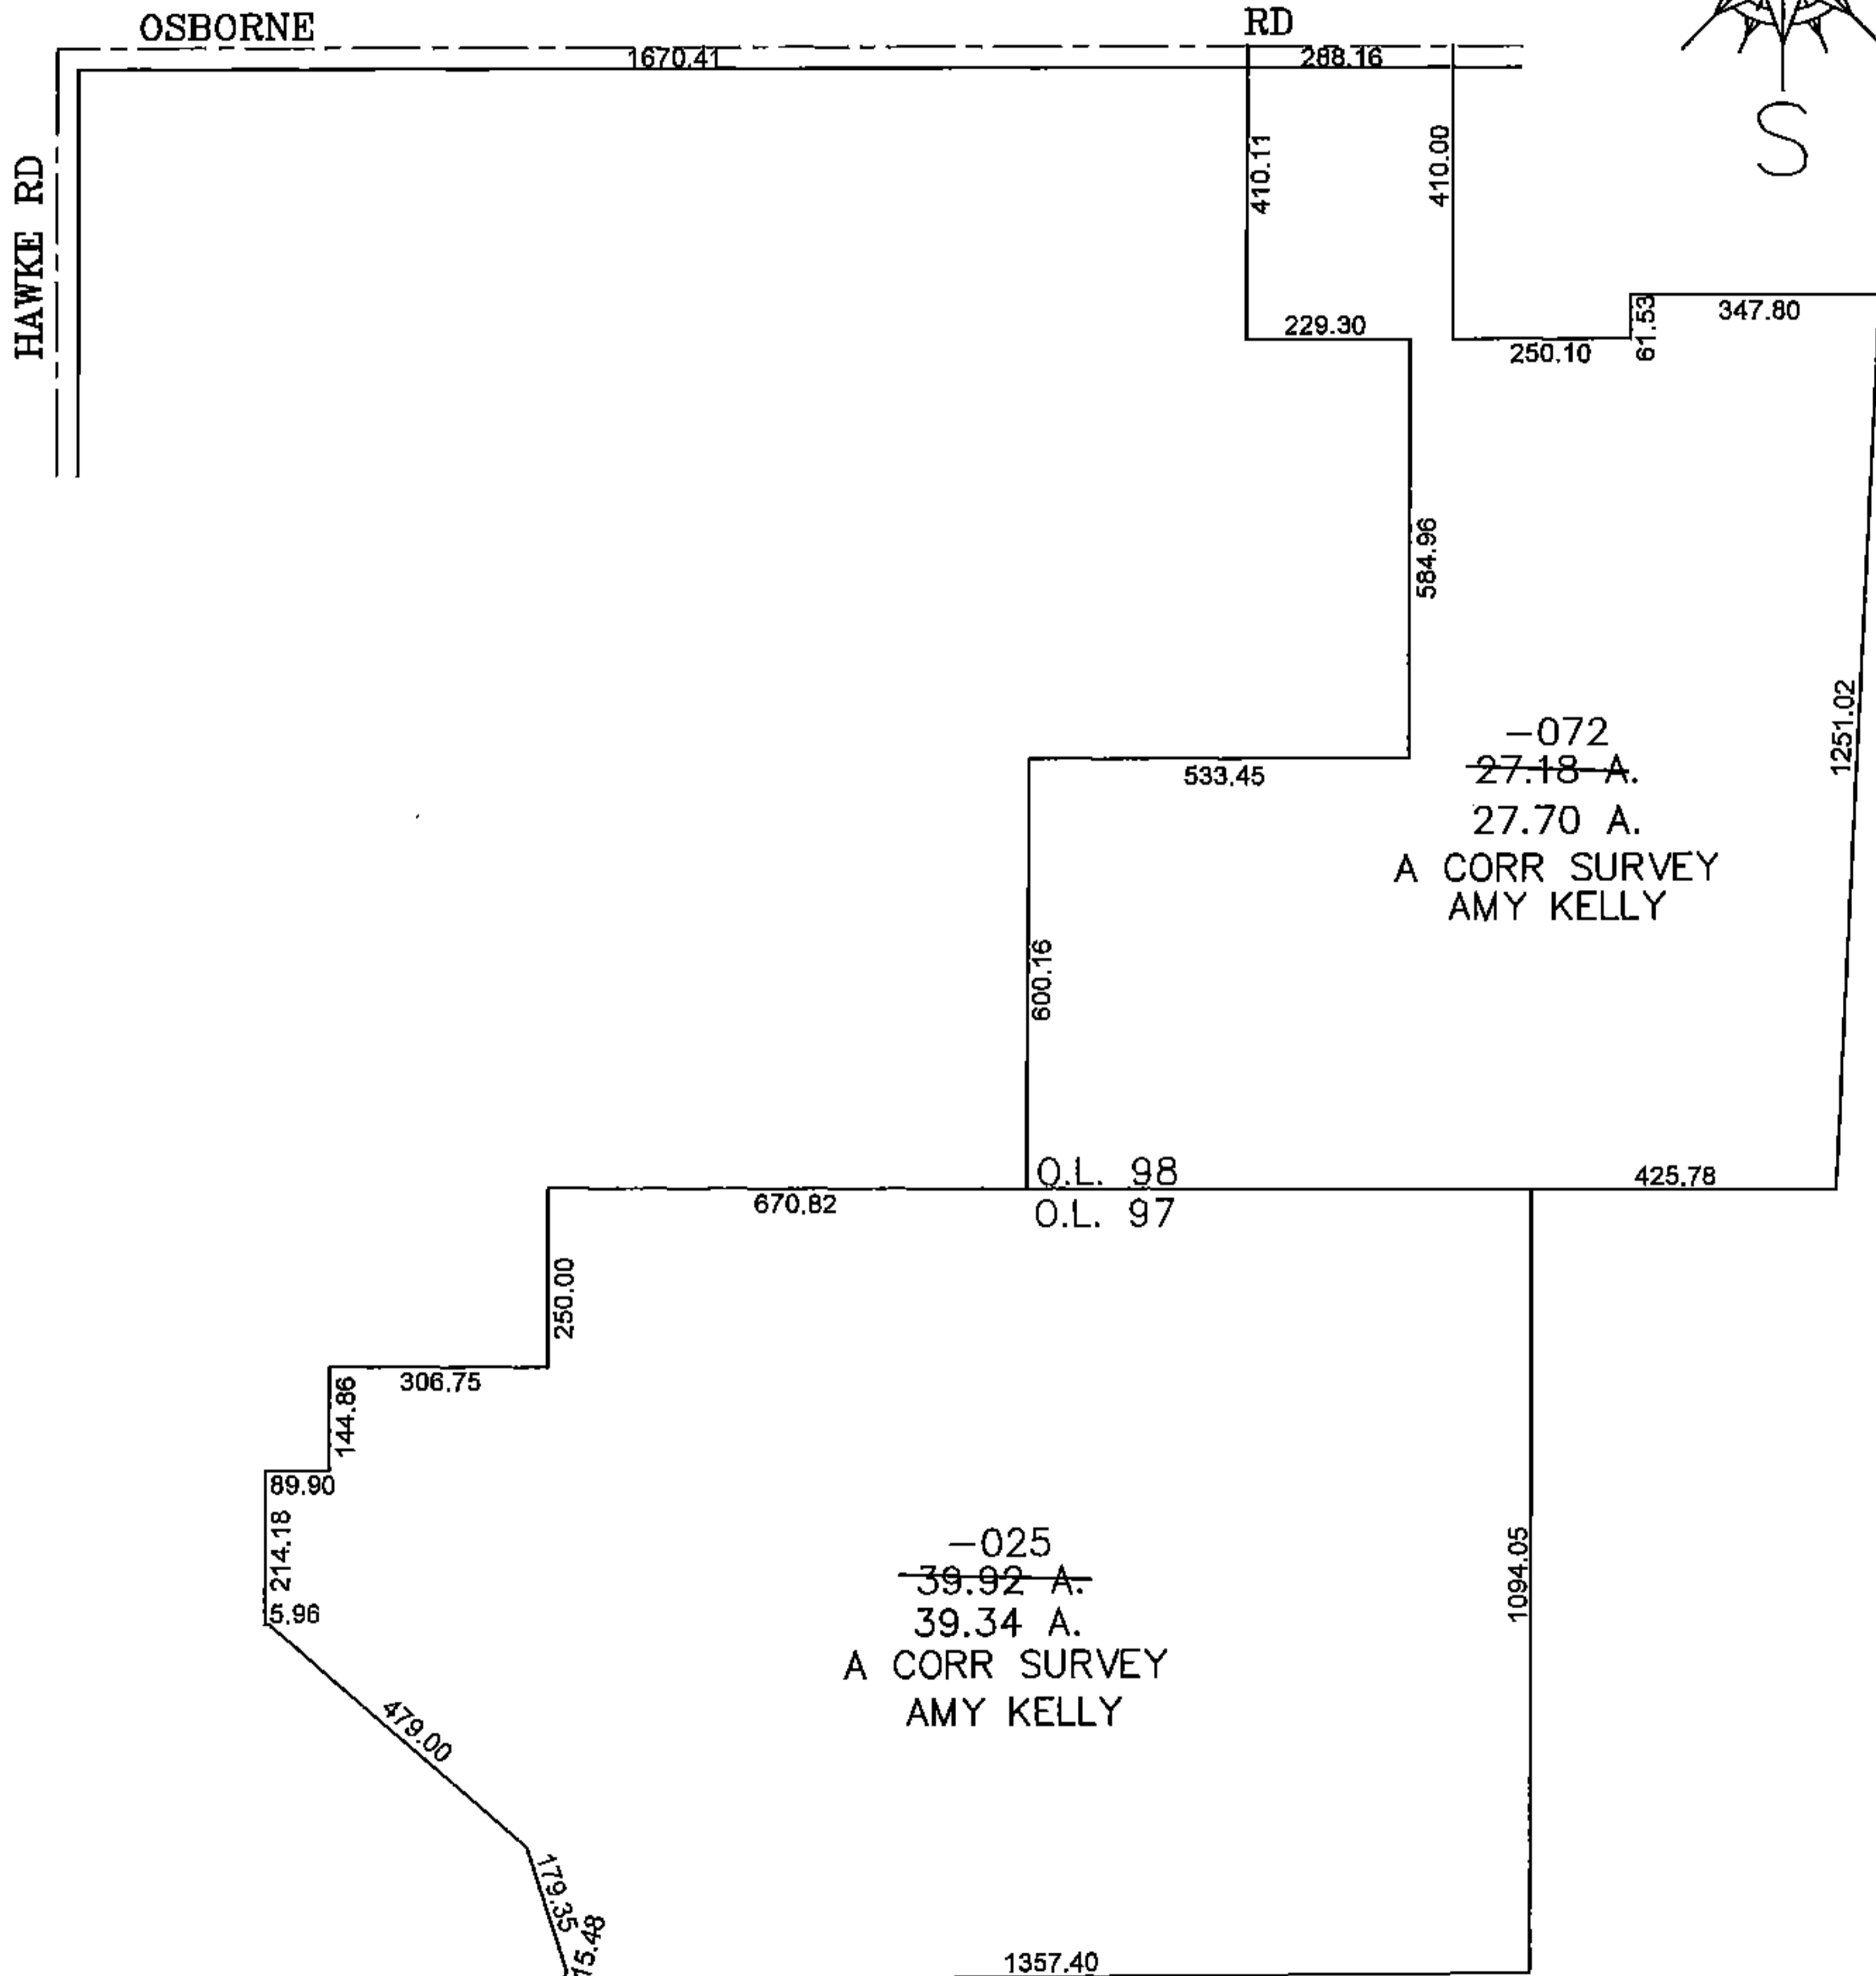 OSBORNE RD
1670.41 288.16
S
HAWKE RD
410.11
410.00
229.30
250.10
61.53
347.80
584.96
1251.02
533.45
-072
27.18 A.
27.70 A.
A CORR SURVEY
AMY KELLY
600.16
O.L. 98
425.78
670.82
O.L. 97
250.00
306.75
144.86
89.90
214.18
5.96
-025
39.92 A.
39.34 A.
A CORR SURVEY
AMY KELLY
1094.05
479.00
179.35
15.48
1357.40